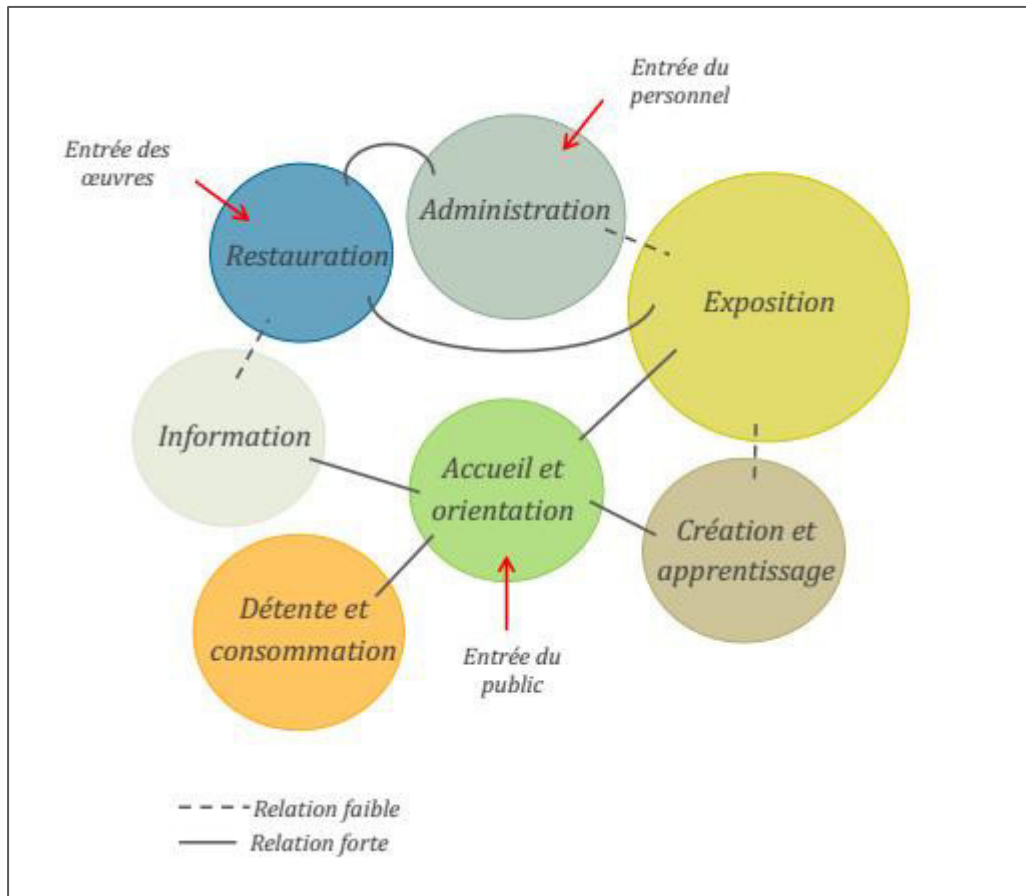 Entrée du
personnel
Entrée des
œuvres
Administration
Restauration
Exposition
Information
Accueil et
orientation
Création et
apprentissage
Détente et
consommation
Entrée du
public
Relation faible
Relation forte